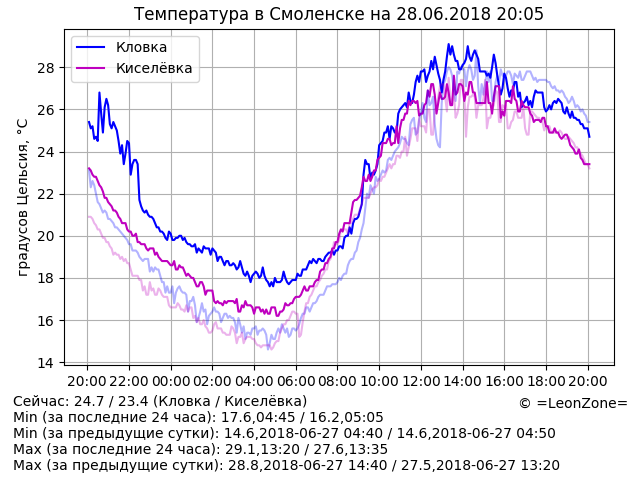 Температура в Смоленске на 28.06.2018 20:05
Кловка
Киселёвка
градусов Цельсия, °C
28
26
24
22
20
18
16
14
20:00 22:00 00:00 02:00 04:00 06:00 08:00 10:00 12:00 14:00 16:00 18:00 20:00
Сейчас: 24.7 / 23.4 (Кловка / Киселёвка)
© =LeonZone=
Min (за последние 24 часа): 17.6,04:45 / 16.2,05:05
Min (за предыдущие сутки): 14.6,2018-06-27 04:40 / 14.6,2018-06-27 04:50
Max (за последние 24 часа): 29.1,13:20 / 27.6,13:35
Max (за предыдущие сутки): 28.8,2018-06-27 14:40 / 27.5,2018-06-27 13:20